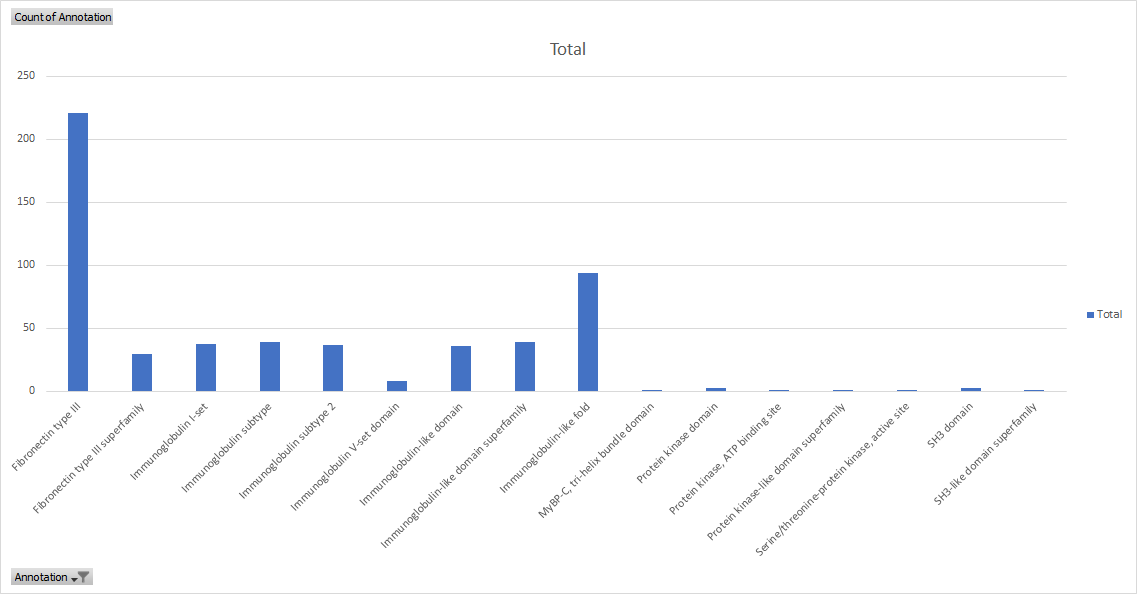 Count of Annotation
Total
250
200
150
100
50
0
Fibronectin type III
Fibronectin type III superfamily
Immunoglobulin I-set
Immunoglobulin subtype
Immunoglobulin subtype 2
Immunoglobulin V-set domain
Immunoglobulin-like domain
Immunoglobulin-like domain superfamily
Immunoglobulin-like fold
MyBP-C, tri-helix bundle domain
Protein kinase domain
Protein kinase, ATP binding site
Protein kinase-like domain superfamily
Serine/threonine-protein kinase, active site
SH3 domain
SH3-like domain superfamily
Total
Annotation